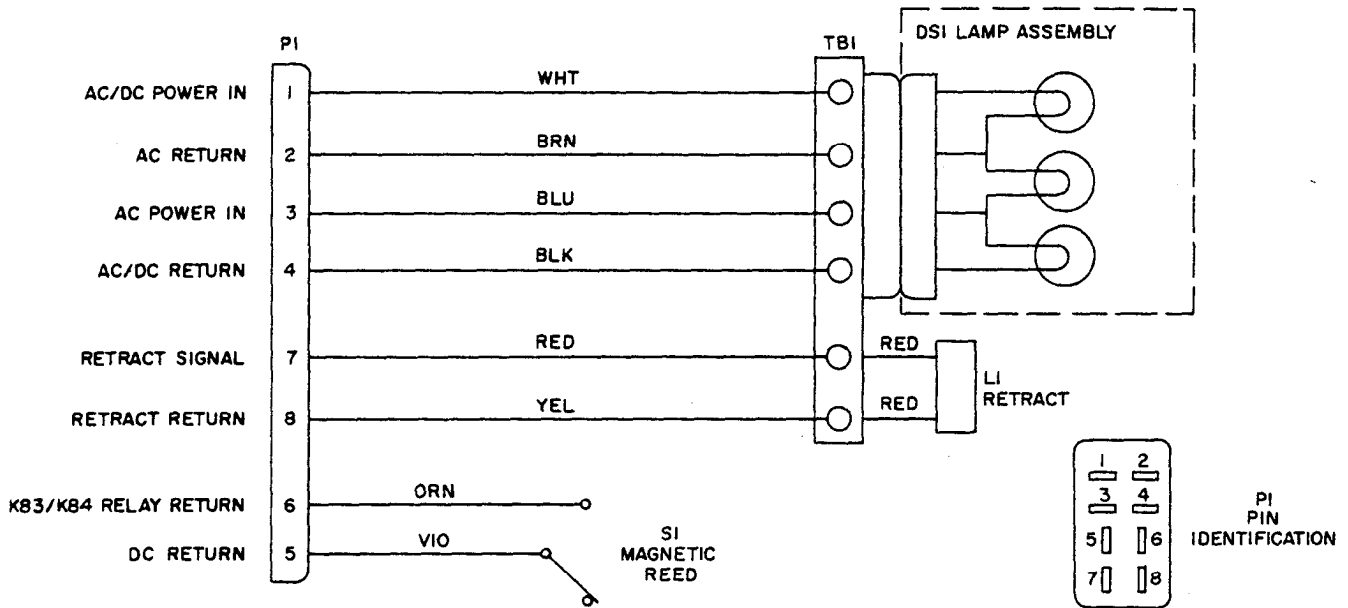 DS1 LAMP ASSEMBLY
P1
TB1
AC/DC POWER IN 1 WHT
AC RETURN 2 BRN
AC POWER IN 3 BLU
AC/DC RETURN 4 BLK
RETRACT SIGNAL 7 RED RED
L1
RETRACT
RETRACT RETURN 8 YEL RED
K83/K84 RELAY RETURN 6 ORN
DC RETURN 5 VIO
S1
MAGNETIC
REED
1 2
3 4
5 6
7 8
P1
PIN
IDENTIFICATION